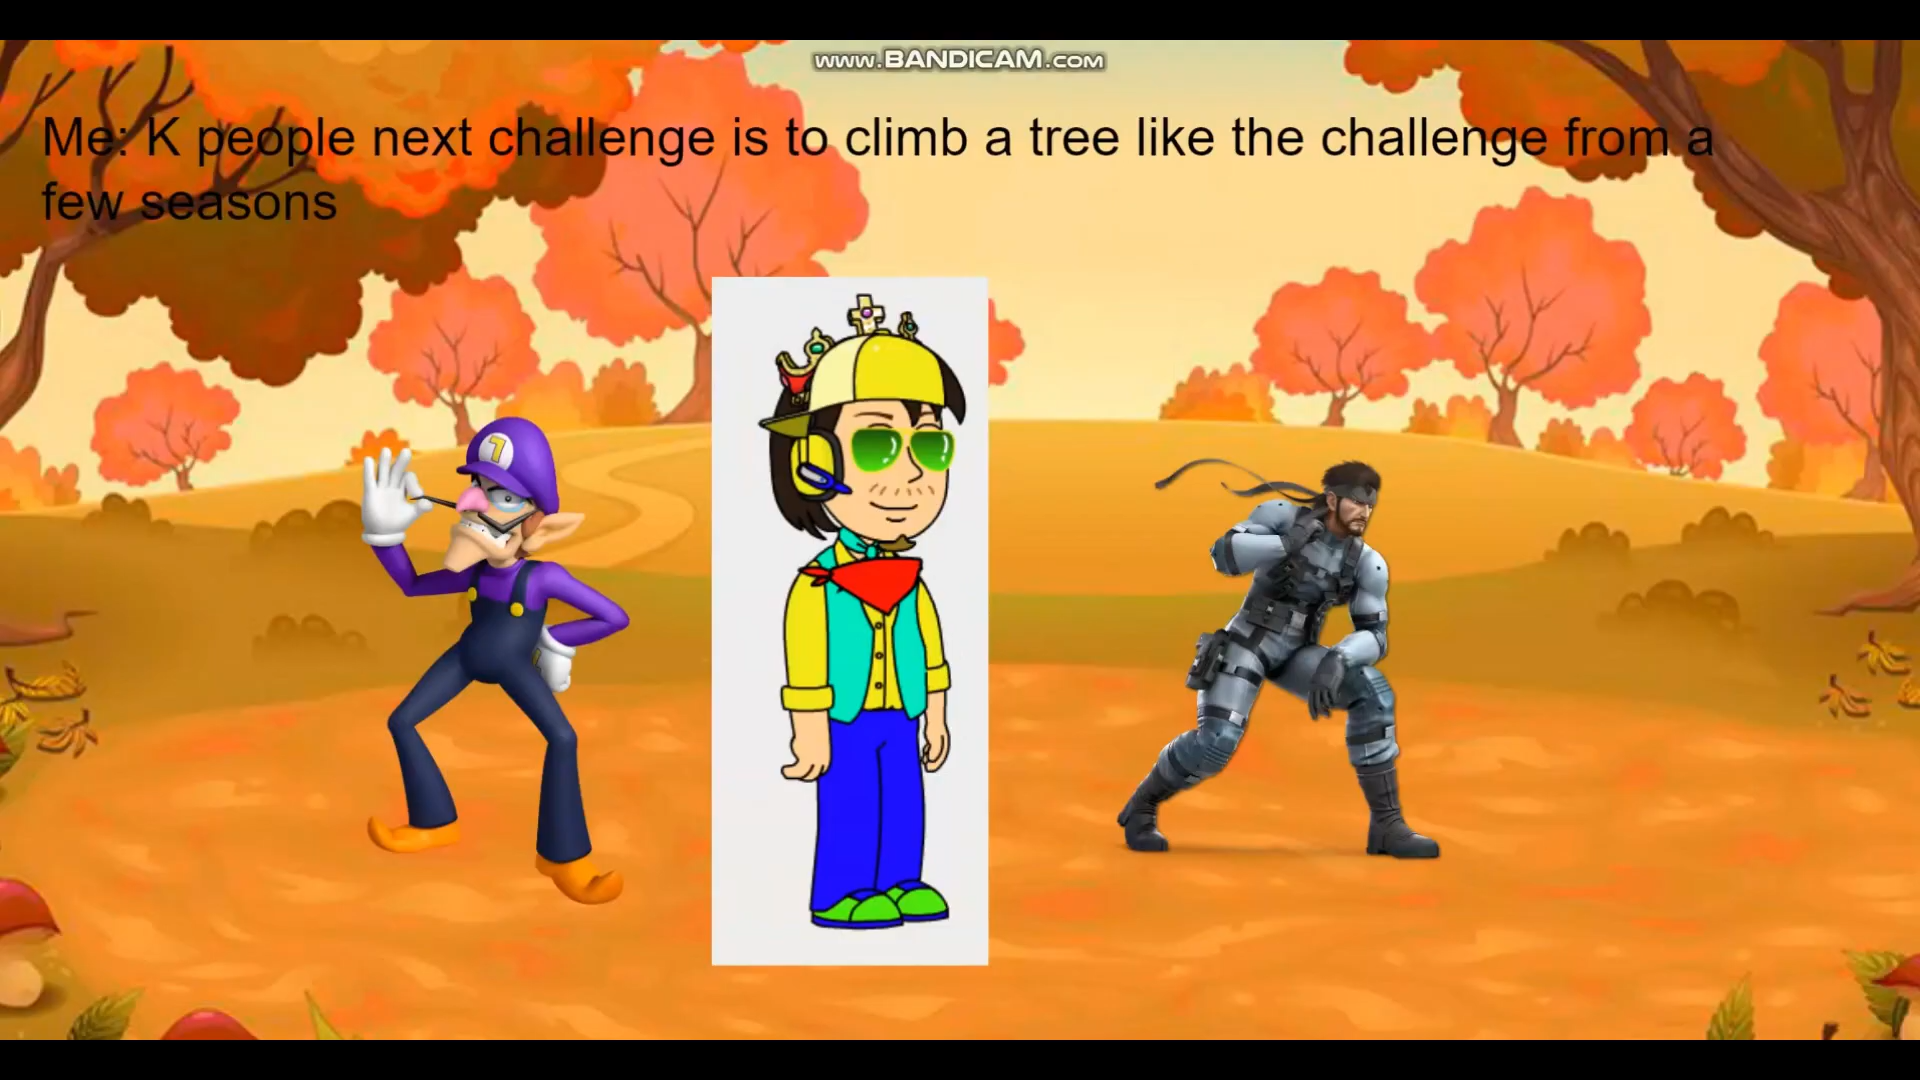 www.BANDICAM.com
Me: K people next challenge is to climb a tree like the challenge from a
few seasons